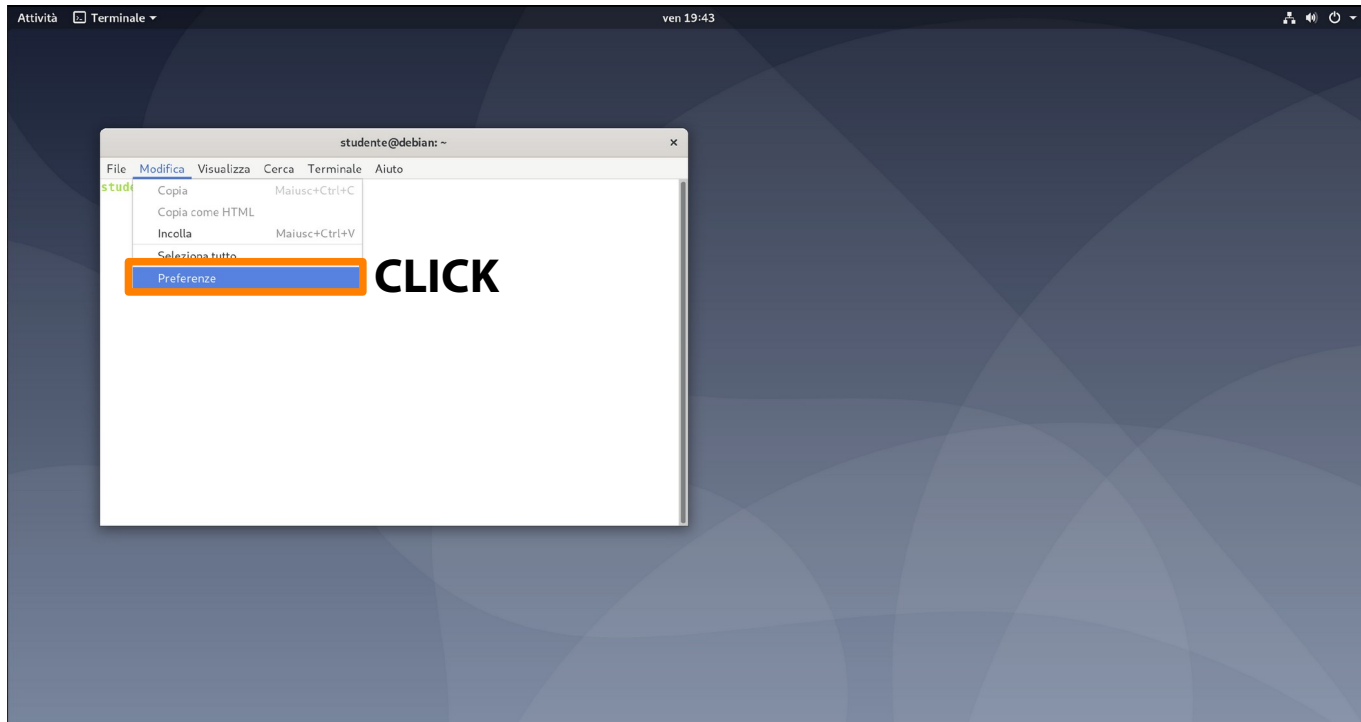 Attività Terminale ven 19:43
studente@debian: ~
File Modifica Visualizza Cerca Terminale Aiuto
stude
Copia Maiusc+Ctrl+C
Copia come HTML
Incolla Maiusc+Ctrl+V
Seleziona tutto
Preferenze CLICK